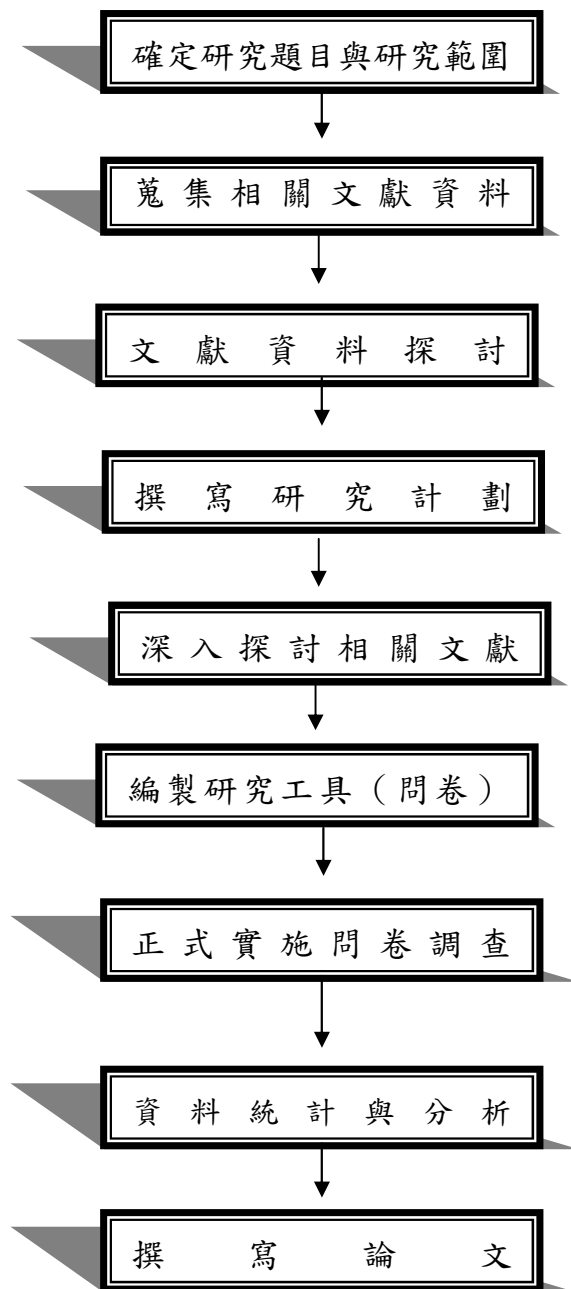 確定研究題目與研究範圍
蒐集相關文獻資料
文獻資料探討
撰寫研究計劃
深入探討相關文獻
編製研究工具（問卷）
正式實施問卷調查
資料統計與分析
撰寫論文